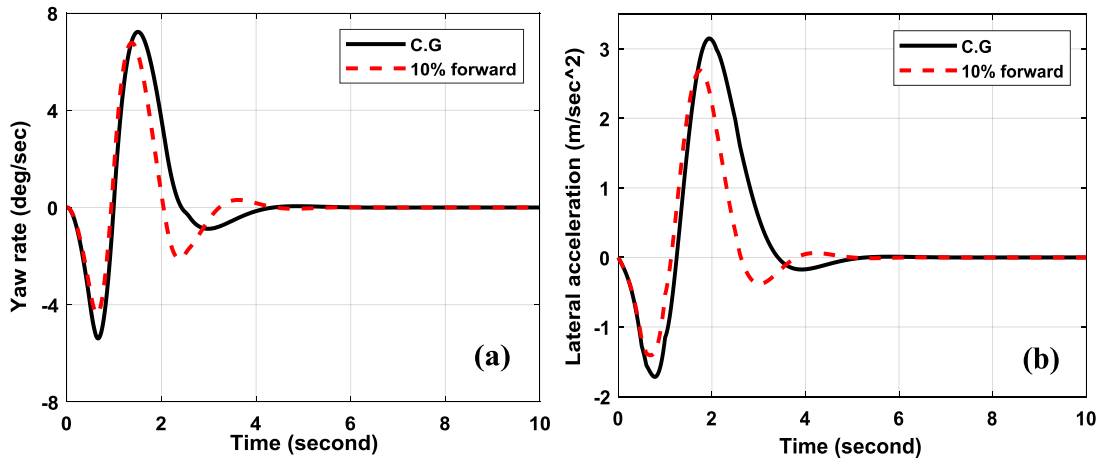 8
4
0
-4
-8
Yaw rate (deg/sec)
C.G
10% forward
(a)
0 2 4 6 8 10
Time (second)
3
2
1
0
-1
-2
Lateral acceleration (m/sec^2)
C.G
10% forward
(b)
0 2 4 6 8 10
Time (second)